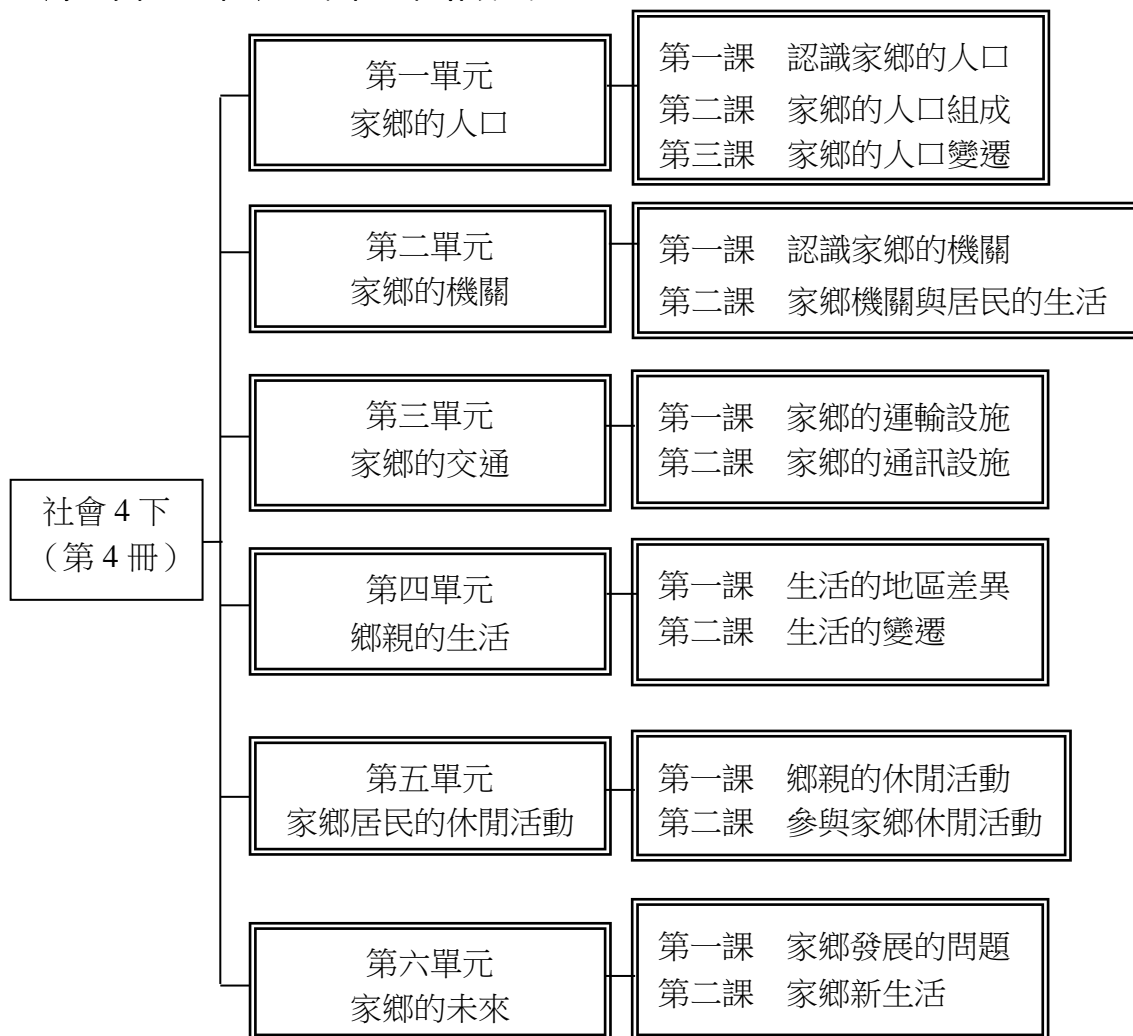 第一單元
家鄉的人口
第一課 認識家鄉的人口
第二課 家鄉的人口組成
第三課 家鄉的人口變遷
第二單元
家鄉的機關
第一課 認識家鄉的機關
第二課 家鄉機關與居民的生活
第三單元
家鄉的交通
第一課 家鄉的運輸設施
第二課 家鄉的通訊設施
社會 4 下
（第 4 冊）
第四單元
鄉親的生活
第一課 生活的地區差異
第二課 生活的變遷
第五單元
家鄉居民的休閒活動
第一課 鄉親的休閒活動
第二課 參與家鄉休閒活動
第六單元
家鄉的未來
第一課 家鄉發展的問題
第二課 家鄉新生活